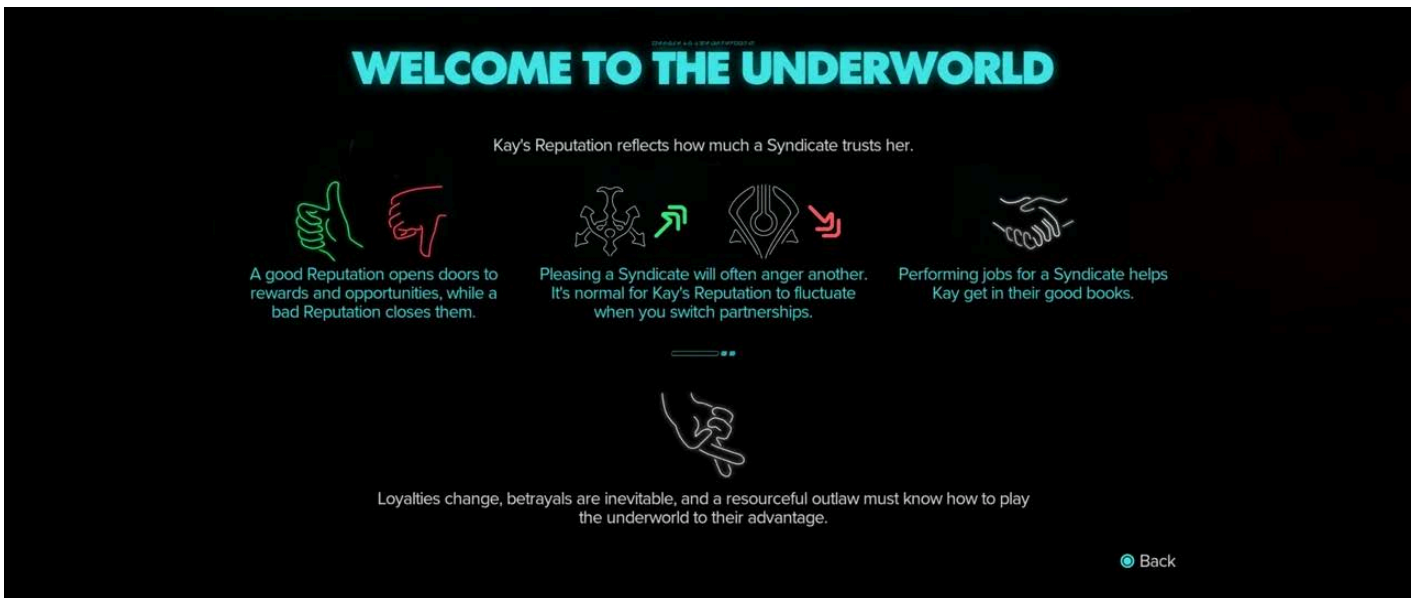 WELCOME TO THE UNDERWORLD
Kay's Reputation reflects how much a Syndicate trusts her.
A good Reputation opens doors to
rewards and opportunities, while a
bad Reputation closes them.
Pleasing a Syndicate will often anger another.
It's normal for Kay's Reputation to fluctuate
when you switch partnerships.
Performing jobs for a Syndicate helps
Kay get in their good books.
Loyalties change, betrayals are inevitable, and a resourceful outlaw must know how to play
the underworld to their advantage.
Back